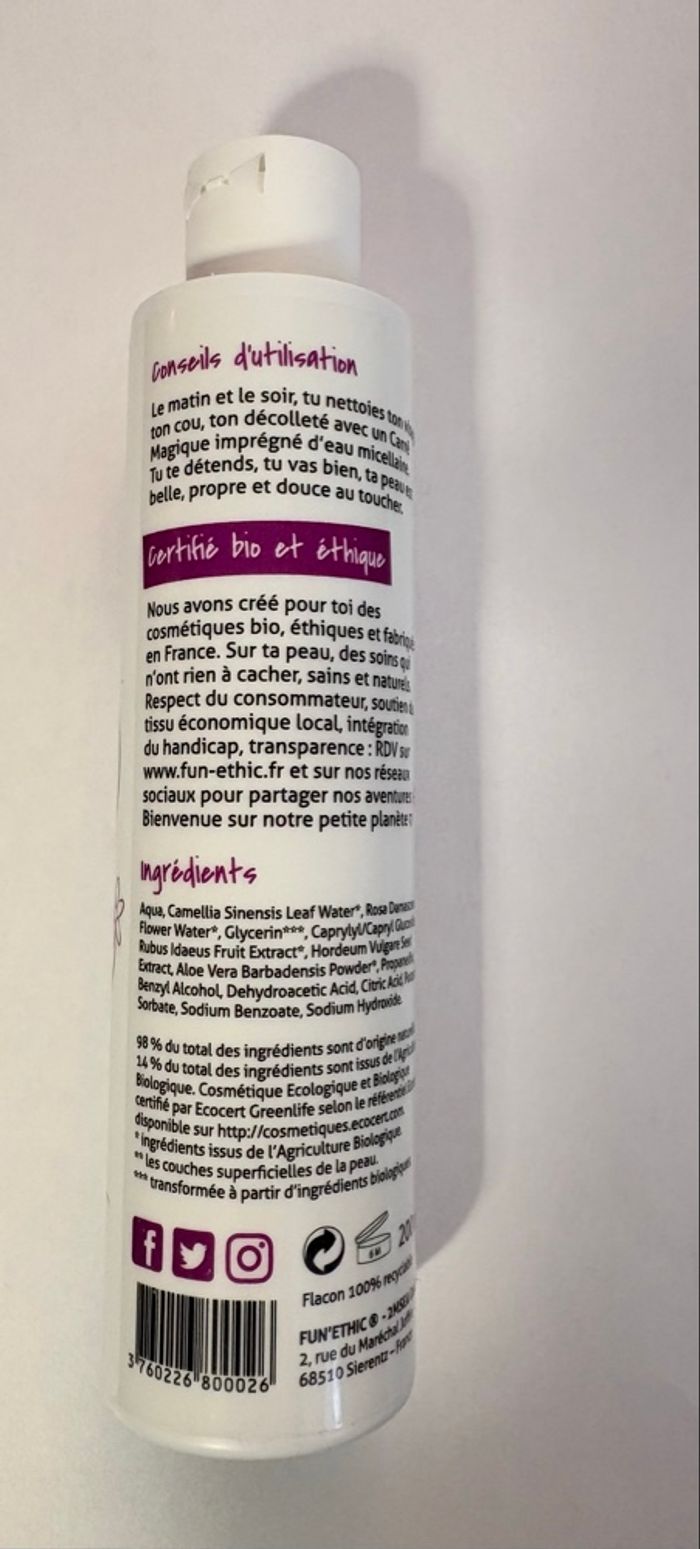 Conseils d'utilisation
Le matin et le soir, tu nettoies ton
ton cou, ton décolleté avec un
Magique imprégné d'eau micellaire
Tu te détends, tu vas bien, ta peau
belle, propre et douce au toucher.
Certifié bio et éthique
Nous avons créé pour toi des
cosmétiques bio, éthiques et
en France. Sur ta peau, des soins qui
n'ont rien à cacher, sains et naturels.
Respect du consommateur, soutien
tissu économique local, intégration
du handicap, transparence : RDV sur
www.fun-ethic.fr et sur nos réseaux
sociaux pour partager nos aventures
Bienvenue sur notre petite planète
Ingrédients
Aqua, Camellia Sinensis Leaf Water*, Rosa
Flower Water*, Glycerin***, Caprylyl/Capryl
Rubus Idaeus Fruit Extract*, Hordeum Vulgare
Extract, Aloe Vera Barbadensis Powder*,
Benzyl Alcohol, Dehydroacetic Acid, Citric Acid,
Sorbate, Sodium Benzoate, Sodium Hydroxide.
98 % du total des ingrédients sont d'origine
14 % du total des ingrédients sont issus de
Biologique. Cosmétique Ecologique et Biologique
certifié par Ecocert Greenlife selon le référentiel
disponible sur http://cosmetiques.ecocert.com
* ingrédients issus de l'Agriculture Biologique.
** les couches superficielles de la peau.
*** transformée à partir d'ingrédients biologiques
6 M
200
Flacon 100% recyclable
FUN'ETHIC ® -
2, rue du Maréchal
68510 Sierentz -
3 760226 800026